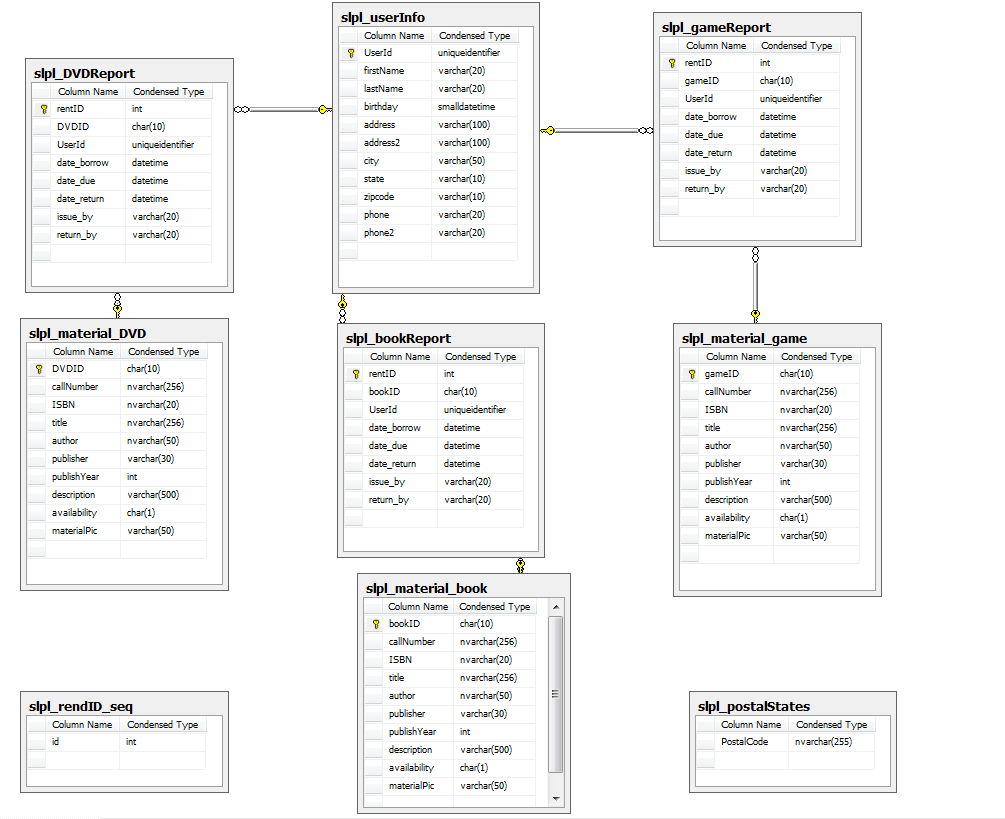 slpl_userInfo
Column Name Condensed Type
UserId uniqueidentifier
firstName varchar(20)
lastName varchar(20)
birthday smalldatetime
address varchar(100)
address2 varchar(100)
city varchar(50)
state varchar(10)
zipcode varchar(10)
phone varchar(20)
phone2 varchar(20)
slpl_gameReport
Column Name Condensed Type
rentID int
gameID char(10)
UserId uniqueidentifier
date_borrow datetime
date_due datetime
date_return datetime
issue_by varchar(20)
return_by varchar(20)
slpl_DVDReport
Column Name Condensed Type
rentID int
DVDID char(10)
UserId uniqueidentifier
date_borrow datetime
date_due datetime
date_return datetime
issue_by varchar(20)
return_by varchar(20)
slpl_material_DVD
Column Name Condensed Type
DVDID char(10)
callNumber nvarchar(256)
ISBN nvarchar(20)
title nvarchar(256)
author nvarchar(50)
publisher varchar(30)
publishYear int
description varchar(500)
availability char(1)
materialPic varchar(50)
slpl_bookReport
Column Name Condensed Type
rentID int
bookID char(10)
UserId uniqueidentifier
date_borrow datetime
date_due datetime
date_return datetime
issue_by varchar(20)
return_by varchar(20)
slpl_material_game
Column Name Condensed Type
gameID char(10)
callNumber nvarchar(256)
ISBN nvarchar(20)
title nvarchar(256)
author nvarchar(50)
publisher varchar(30)
publishYear int
description varchar(500)
availability char(1)
materialPic varchar(50)
slpl_material_book
Column Name Condensed Type
bookID char(10)
callNumber nvarchar(256)
ISBN nvarchar(20)
title nvarchar(256)
author nvarchar(50)
publisher varchar(30)
publishYear int
description varchar(500)
availability char(1)
materialPic varchar(50)
slpl_rendID_seq
Column Name Condensed Type
id int
slpl_postalStates
Column Name Condensed Type
PostalCode nvarchar(255)